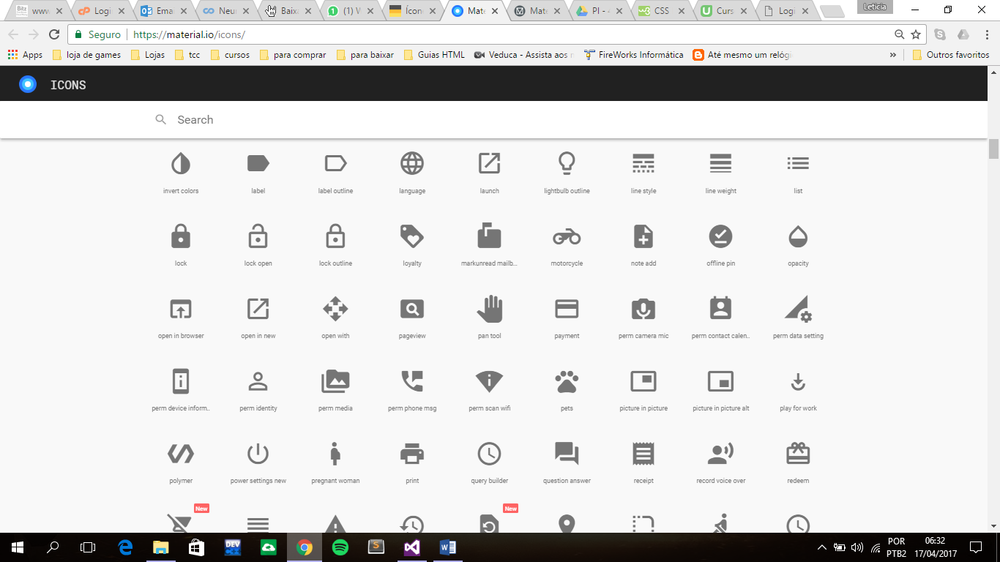 Bitz www. Logi Ema Neu Baixa (1) W Ícon Mate Mate PI - 4 CSS Curs Logi Leticia
Seguro https://material.io/icons/
Apps loja de games Lojas tcc cursos para comprar para baixar Guias HTML Veduca - Assista aos FireWorks Informática Até mesmo um relóg » Outros favoritos
ICONS
Search
invert colors label label outline language launch lightbulb outline line style line weight list
lock lock open lock outline loyalty markunread mailb... motorcycle note add offline pin opacity
open in browser open in new open with pageview pan tool payment perm camera mic perm contact calen.. perm data setting
perm device inform.. perm identity perm media perm phone msg perm scan wifi pets picture in picture picture in picture alt play for work
polymer power settings new pregnant woman print query builder question answer receipt record voice over redeem
New New
DEV C++ S W POR 06:32
PTB2 17/04/2017